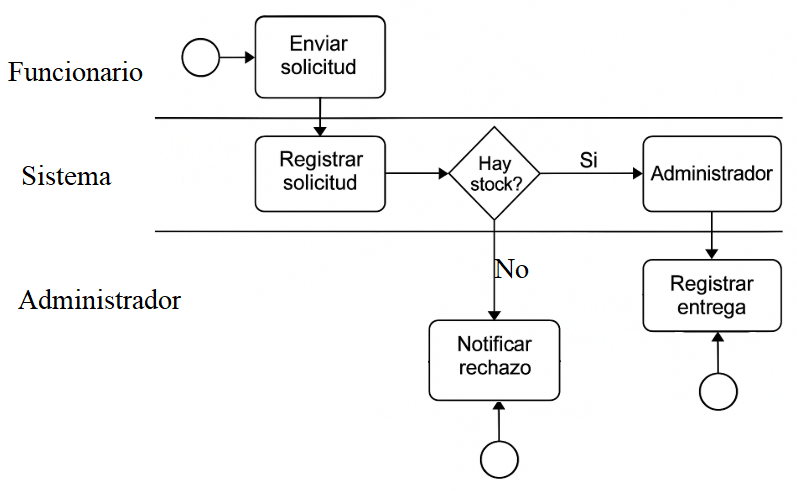 Funcionario
Enviar
solicitud
Sistema
Registrar
solicitud
Hay
stock?
Si
Administrador
Administrador
No
Registrar
entrega
Notificar
rechazo